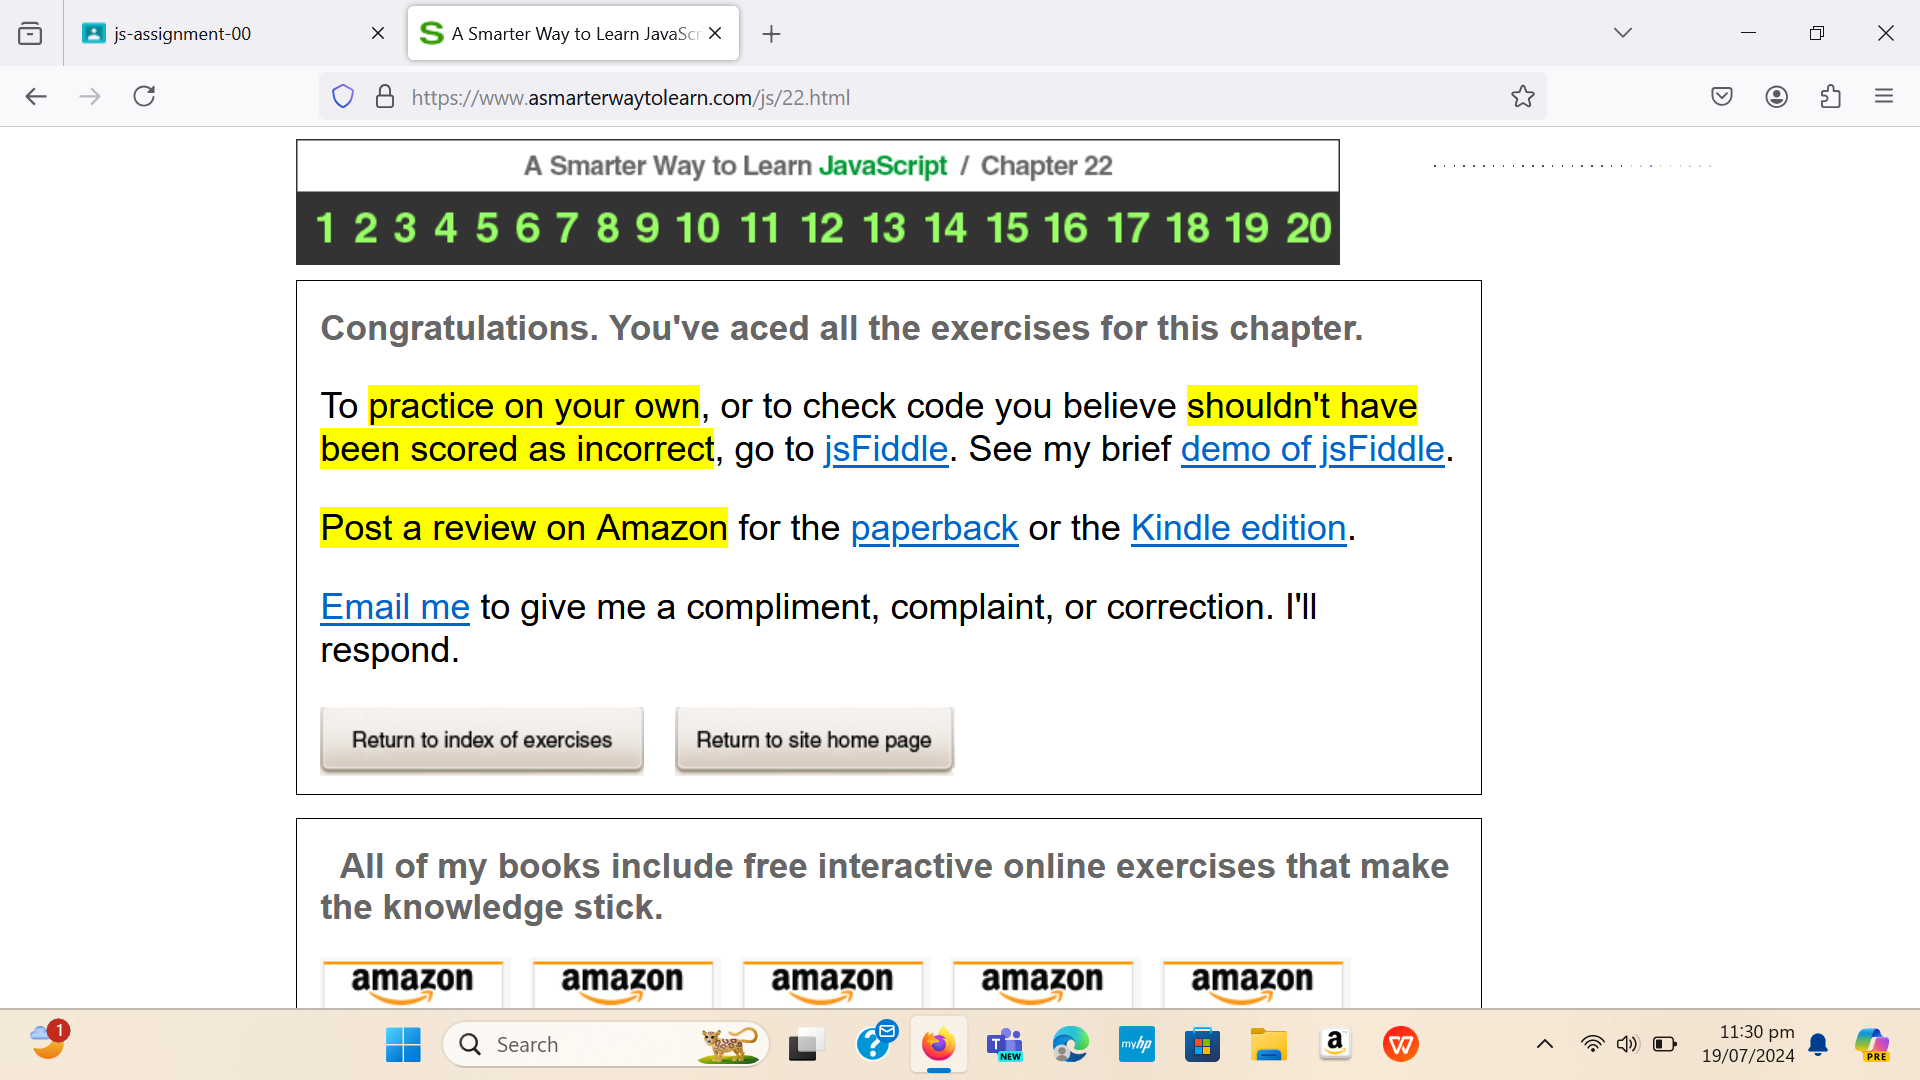 js-assignment-00
A Smarter Way to Learn JavaScr
https://www.asmarterwaytolearn.com/js/22.html
A Smarter Way to Learn JavaScript / Chapter 22
1 2 3 4 5 6 7 8 9 10 11 12 13 14 15 16 17 18 19 20
Congratulations. You've aced all the exercises for this chapter.
To practice on your own, or to check code you believe shouldn't have
been scored as incorrect, go to jsFiddle. See my brief demo of jsFiddle.
Post a review on Amazon for the paperback or the Kindle edition.
Email me to give me a compliment, complaint, or correction. I'll
respond.
Return to index of exercises
Return to site home page
All of my books include free interactive online exercises that make
the knowledge stick.
amazon amazon amazon amazon amazon
1
Search
T
NEW
myhp
a
W
11:30 pm
19/07/2024
PRE